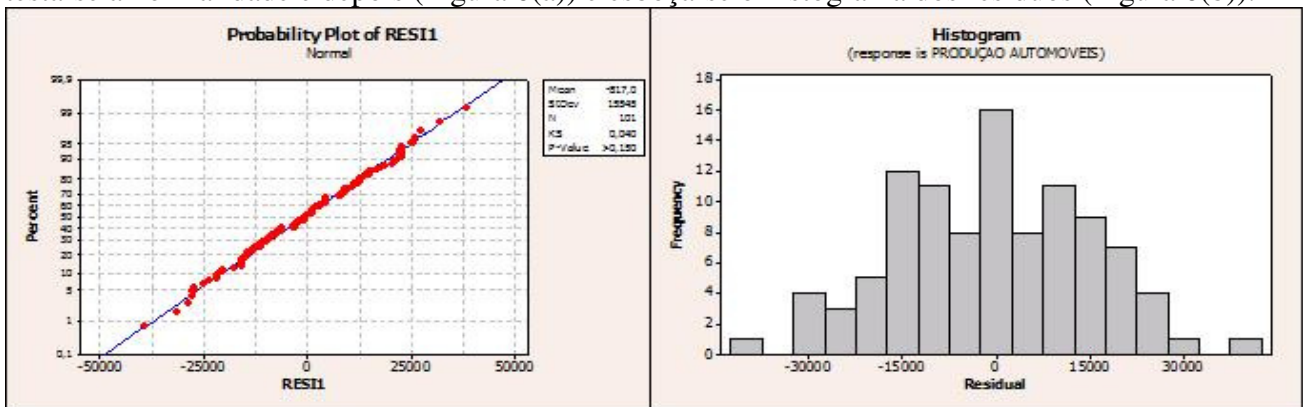 Probability Plot of RESI1
Normal
99,9
99
95
90
80
70
60
50
40
30
20
10
5
1
0,1
Percent
-50000 -25000 0 25000 50000
RESI1
Mean -517,0
StDev
N 101
KS 0,040
P-Value >0,150
Histogram
(response is PRODUÇAO AUTOMOVEIS)
18
16
14
12
10
8
6
4
2
0
Frequency
-30000 -15000 0 15000 30000
Residual